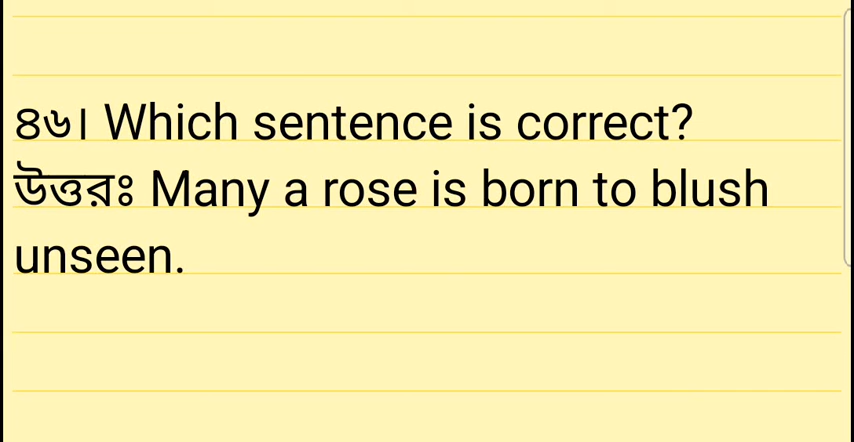 ৪৬। Which sentence is correct?
উত্তরঃ Many a rose is born to blush
unseen.